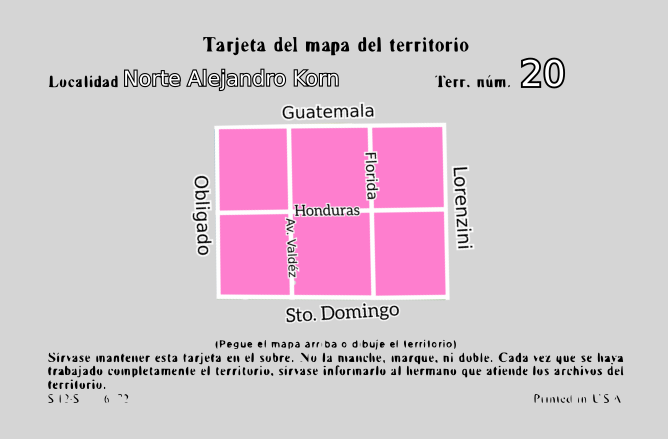 Tarjeta del mapa del territorio
Localidad Norte Alejandro Korn Terr. núm. 20
Guatemala
Obligado
Florida
Lorenzini
Honduras
Av. Valdéz
Sto. Domingo
(Pegue el mapa arriba o dibuje el territorio)
Sírvase mantener esta tarjeta en el sobre. No la manche, marque, ni doble. Cada vez que se haya
trabajado completamente el territorio, sírvase informarlo al hermano que atiende los archivos del
territorio.
S-12-S 6 72 Printed in U S A